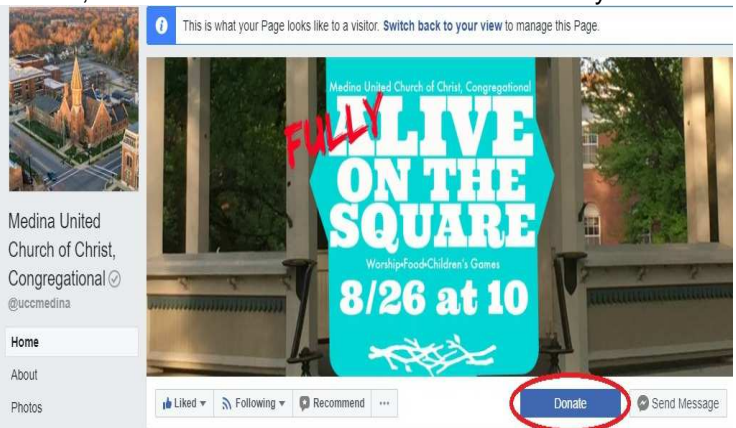 This is what your Page looks like to a visitor. Switch back to your view to manage this Page.
Medina United
Church of Christ,
Congregational
@uccmedina
Home
About
Photos
Medina United Church of Christ, Congregational
FULLY
ALIVE
ON THE
SQUARE
Worship•Food•Children's Games
8/26 at 10
Liked
Following
Recommend
Donate
Send Message